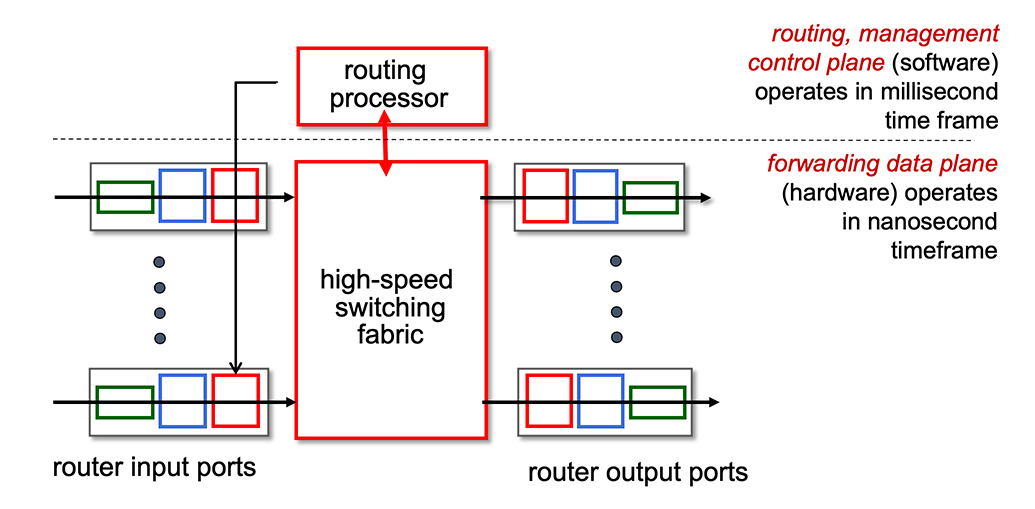 routing, management
control plane (software)
operates in millisecond
time frame
routing
processor
forwarding data plane
(hardware) operates
in nanosecond
timeframe
high-speed
switching
fabric
router input ports
router output ports